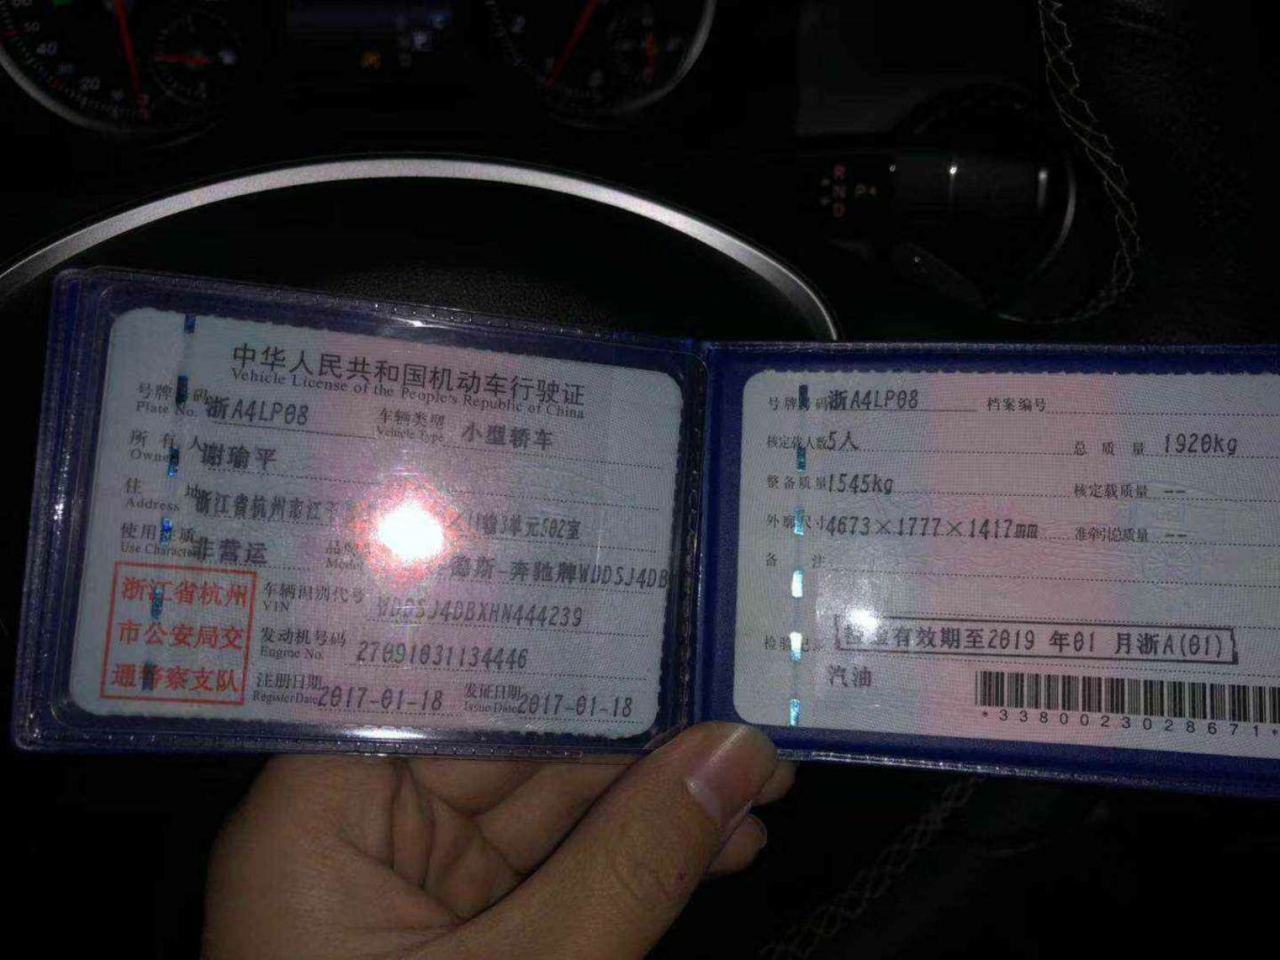 中华人民共和国机动车行驶证
Vehicle License of the People's Republic of China
号牌号码 浙A4LP08 车辆类型 小型轿车
Plate No. Vehicle Type
所有人 谢瑜平
Owner
住 地 浙江省杭州市江干 11幢3单元502室
Address
使用性质 非营运 德斯-奔驰牌WDDSJ4DB
Use Character Model
浙江省杭州
市公安局交
通警察支队
车辆识别代号 WDDSJ4DBXHN444239
VIN
发动机号码 27091031134446
Engine No.
注册日期 2017-01-18 发证日期 2017-01-18
Register Date Issue Date
号牌号码 浙A4LP08 档案编号
核定载人数 5人 总质量 1920kg
整备质量 1545kg 核定载质量 --
外廓尺寸 4673×1777×1417mm 准牵引总质量 --
备 注
检验记录 检验有效期至2019 年01 月浙A(01)
汽油
*3380023028671*